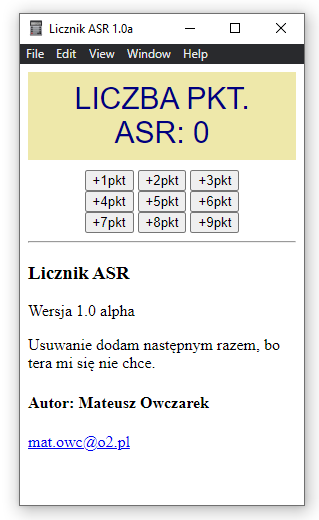 Licznik ASR 1.0a
File Edit View Window Help
LICZBA PKT.
ASR: 0
+1pkt +2pkt +3pkt
+4pkt +5pkt +6pkt
+7pkt +8pkt +9pkt
Licznik ASR
Wersja 1.0 alpha
Usuwanie dodam następnym razem, bo
tera mi się nie chce.
Autor: Mateusz Owczarek
mat.owc@o2.pl